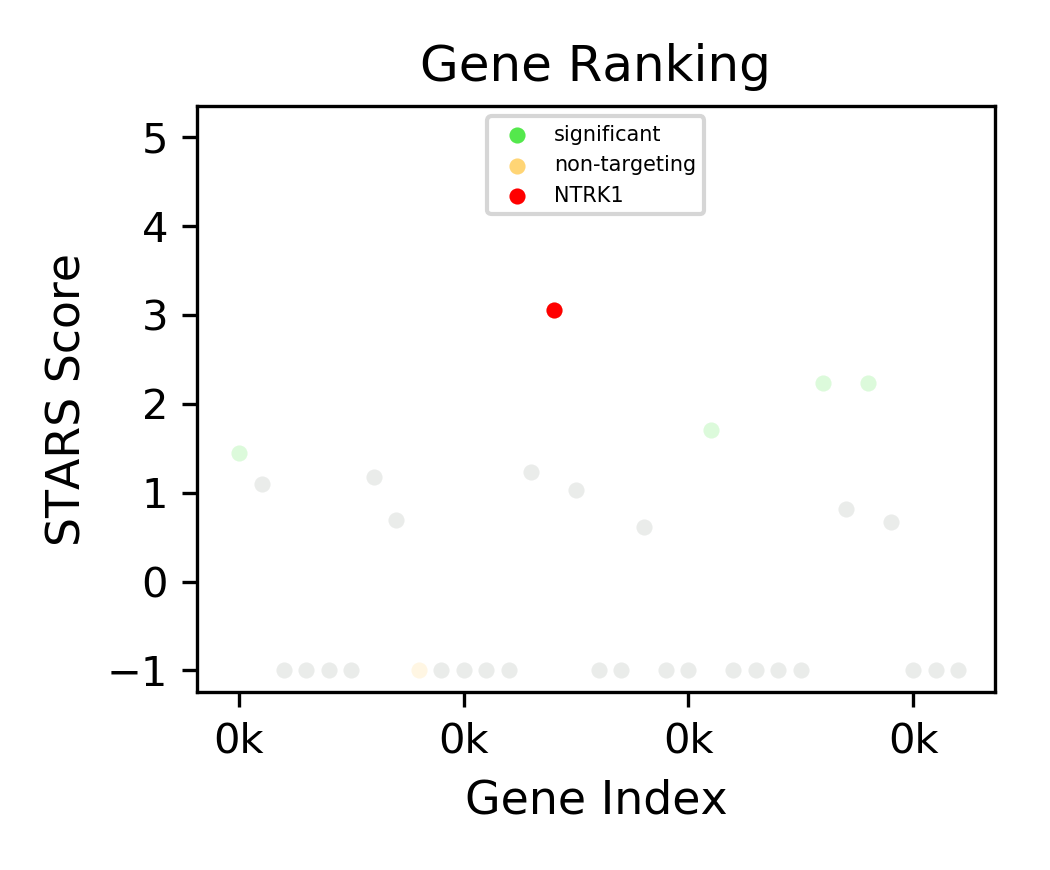 Gene Ranking
significant
non-targeting
NTRK1
STARS Score
5
4
3
2
1
0
−1
0k 0k 0k 0k
Gene Index